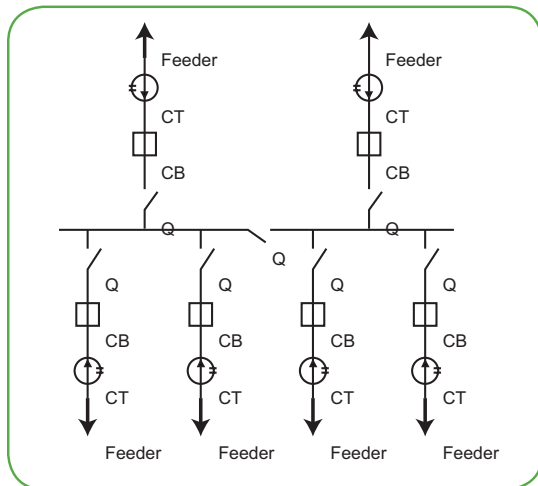 Feeder Feeder
CT CT
CB CB
Q Q
Q
Q Q Q Q
CB CB CB CB
CT CT CT CT
Feeder Feeder Feeder Feeder